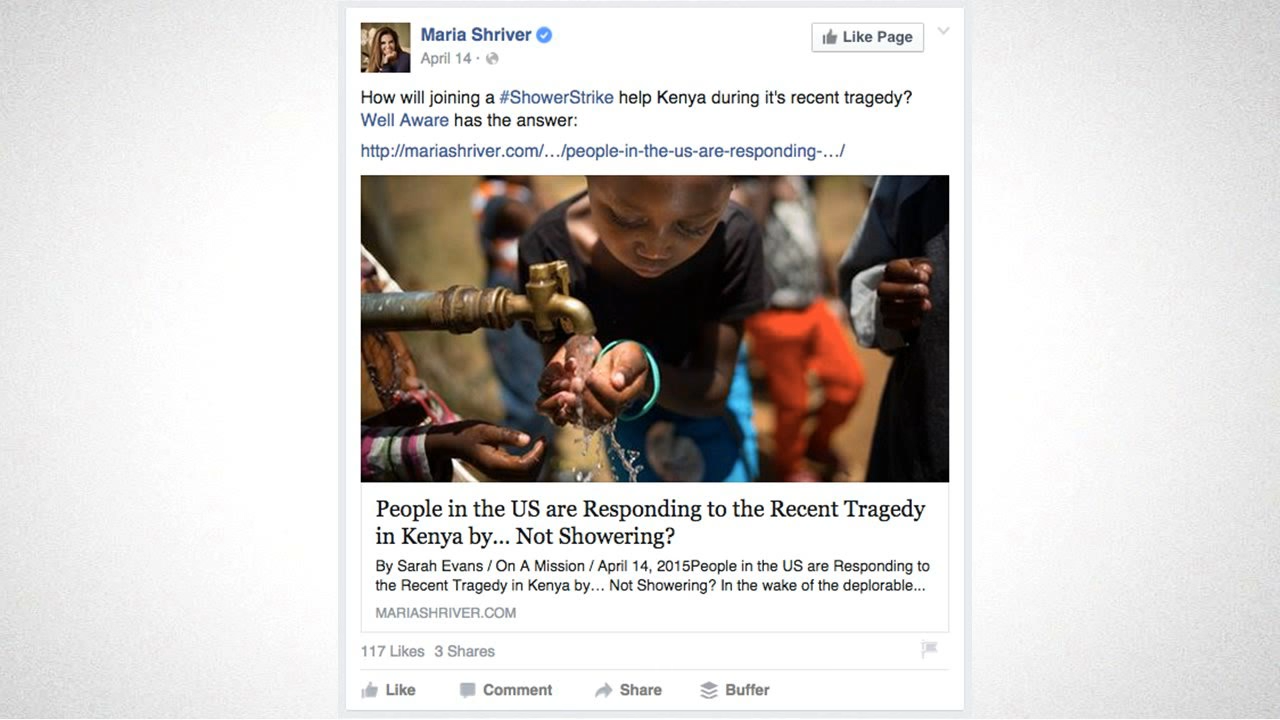 Maria Shriver
Like Page
April 14 ·
How will joining a #ShowerStrike help Kenya during it's recent tragedy?
Well Aware has the answer:
http://mariashriver.com/…/people-in-the-us-are-responding-…/
People in the US are Responding to the Recent Tragedy
in Kenya by... Not Showering?
By Sarah Evans / On A Mission / April 14, 2015People in the US are Responding to
the Recent Tragedy in Kenya by… Not Showering? In the wake of the deplorable...
MARIASHRIVER.COM
117 Likes 3 Shares
Like Comment Share Buffer